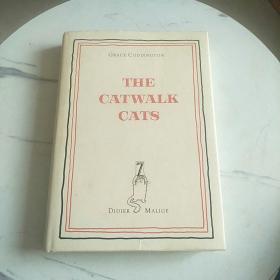 GRACE CODDINGTON
THE
CATWALK
CATS
DIDIER MALIGE